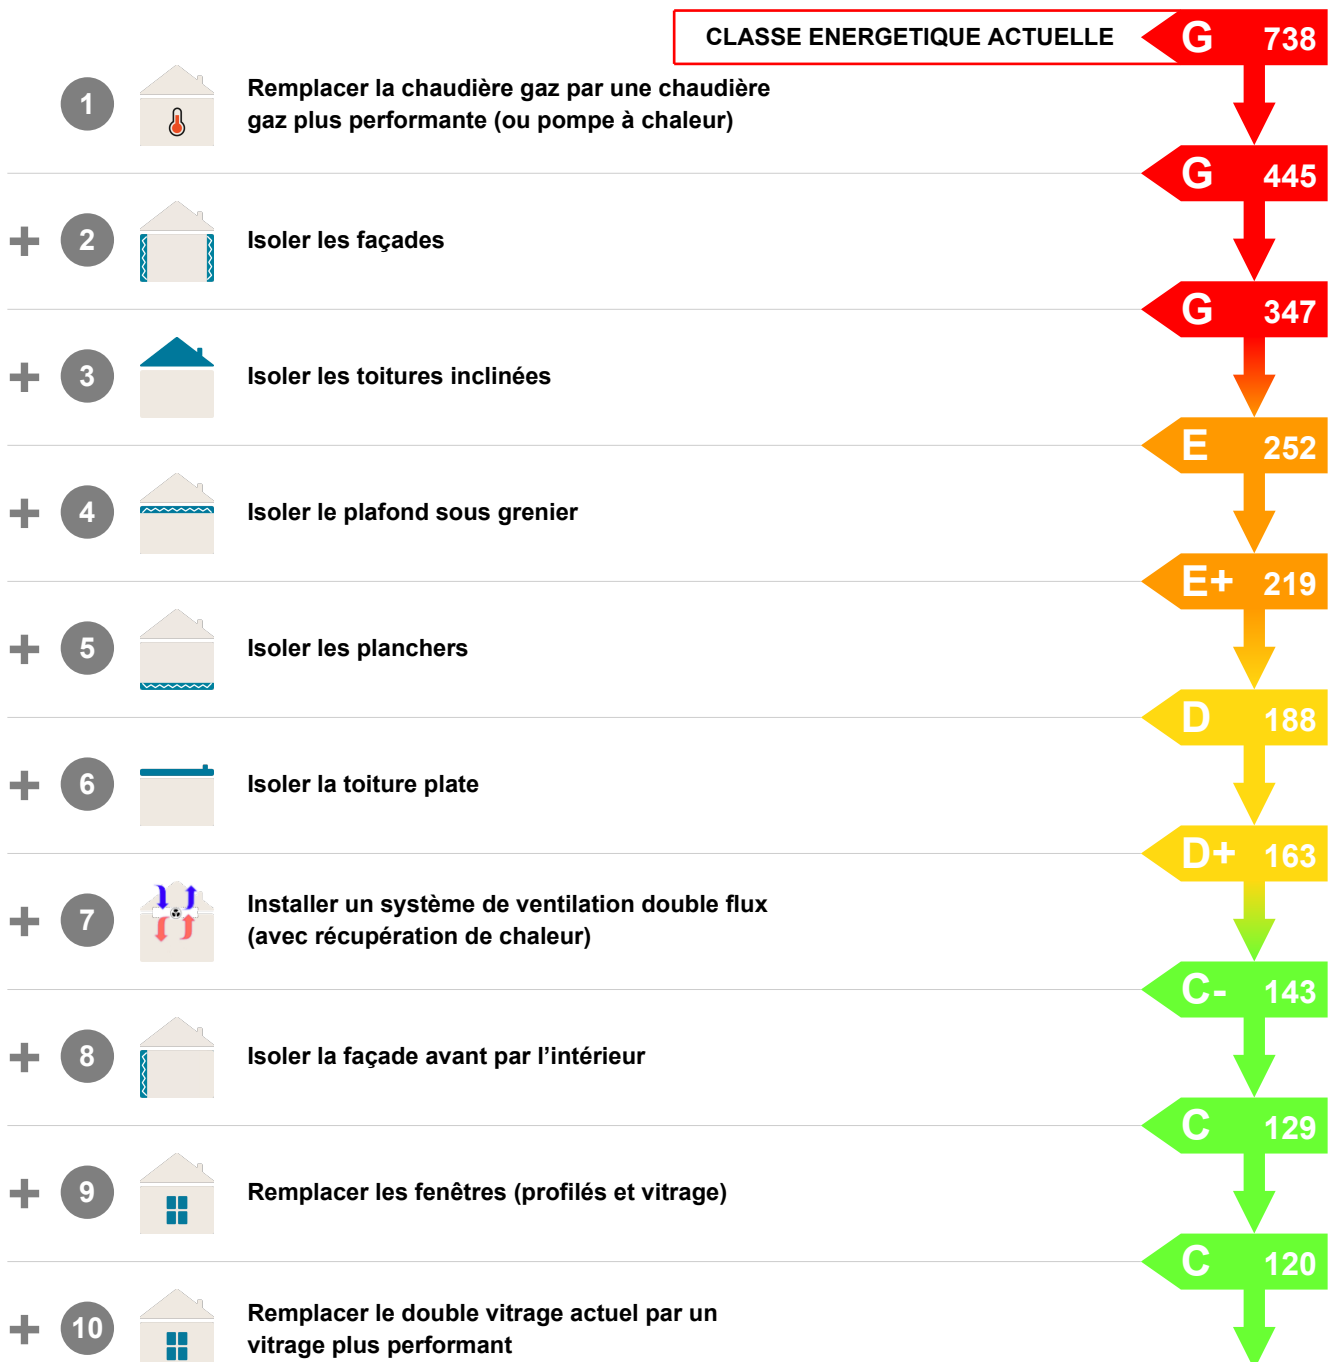 CLASSE ENERGETIQUE ACTUELLE G 738
1 Remplacer la chaudière gaz par une chaudière
gaz plus performante (ou pompe à chaleur)
G 445
+ 2 Isoler les façades
G 347
+ 3 Isoler les toitures inclinées
E 252
+ 4 Isoler le plafond sous grenier
E+ 219
+ 5 Isoler les planchers
D 188
+ 6 Isoler la toiture plate
D+ 163
+ 7 Installer un système de ventilation double flux
(avec récupération de chaleur)
C- 143
+ 8 Isoler la façade avant par l’intérieur
C 129
+ 9 Remplacer les fenêtres (profilés et vitrage)
C 120
+ 10 Remplacer le double vitrage actuel par un
vitrage plus performant